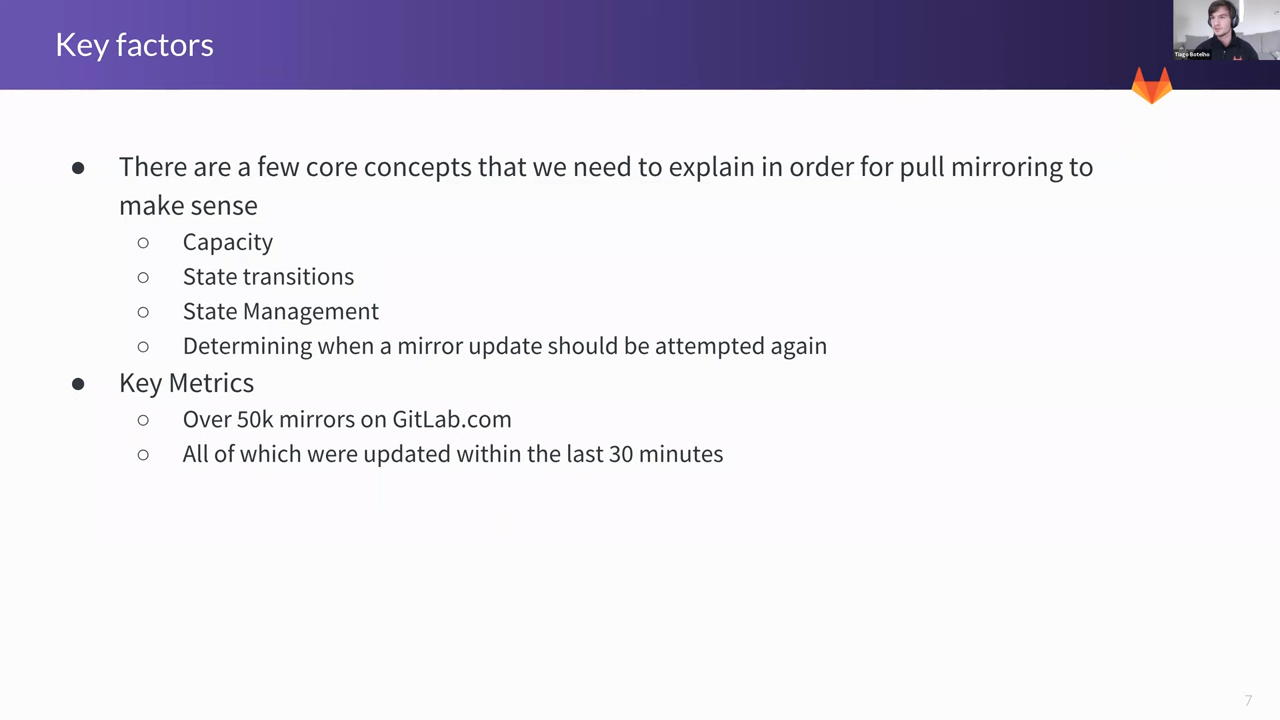 Key factors
Tiago Botelho
● There are a few core concepts that we need to explain in order for pull mirroring to
make sense
○ Capacity
○ State transitions
○ State Management
○ Determining when a mirror update should be attempted again
● Key Metrics
○ Over 50k mirrors on GitLab.com
○ All of which were updated within the last 30 minutes
7